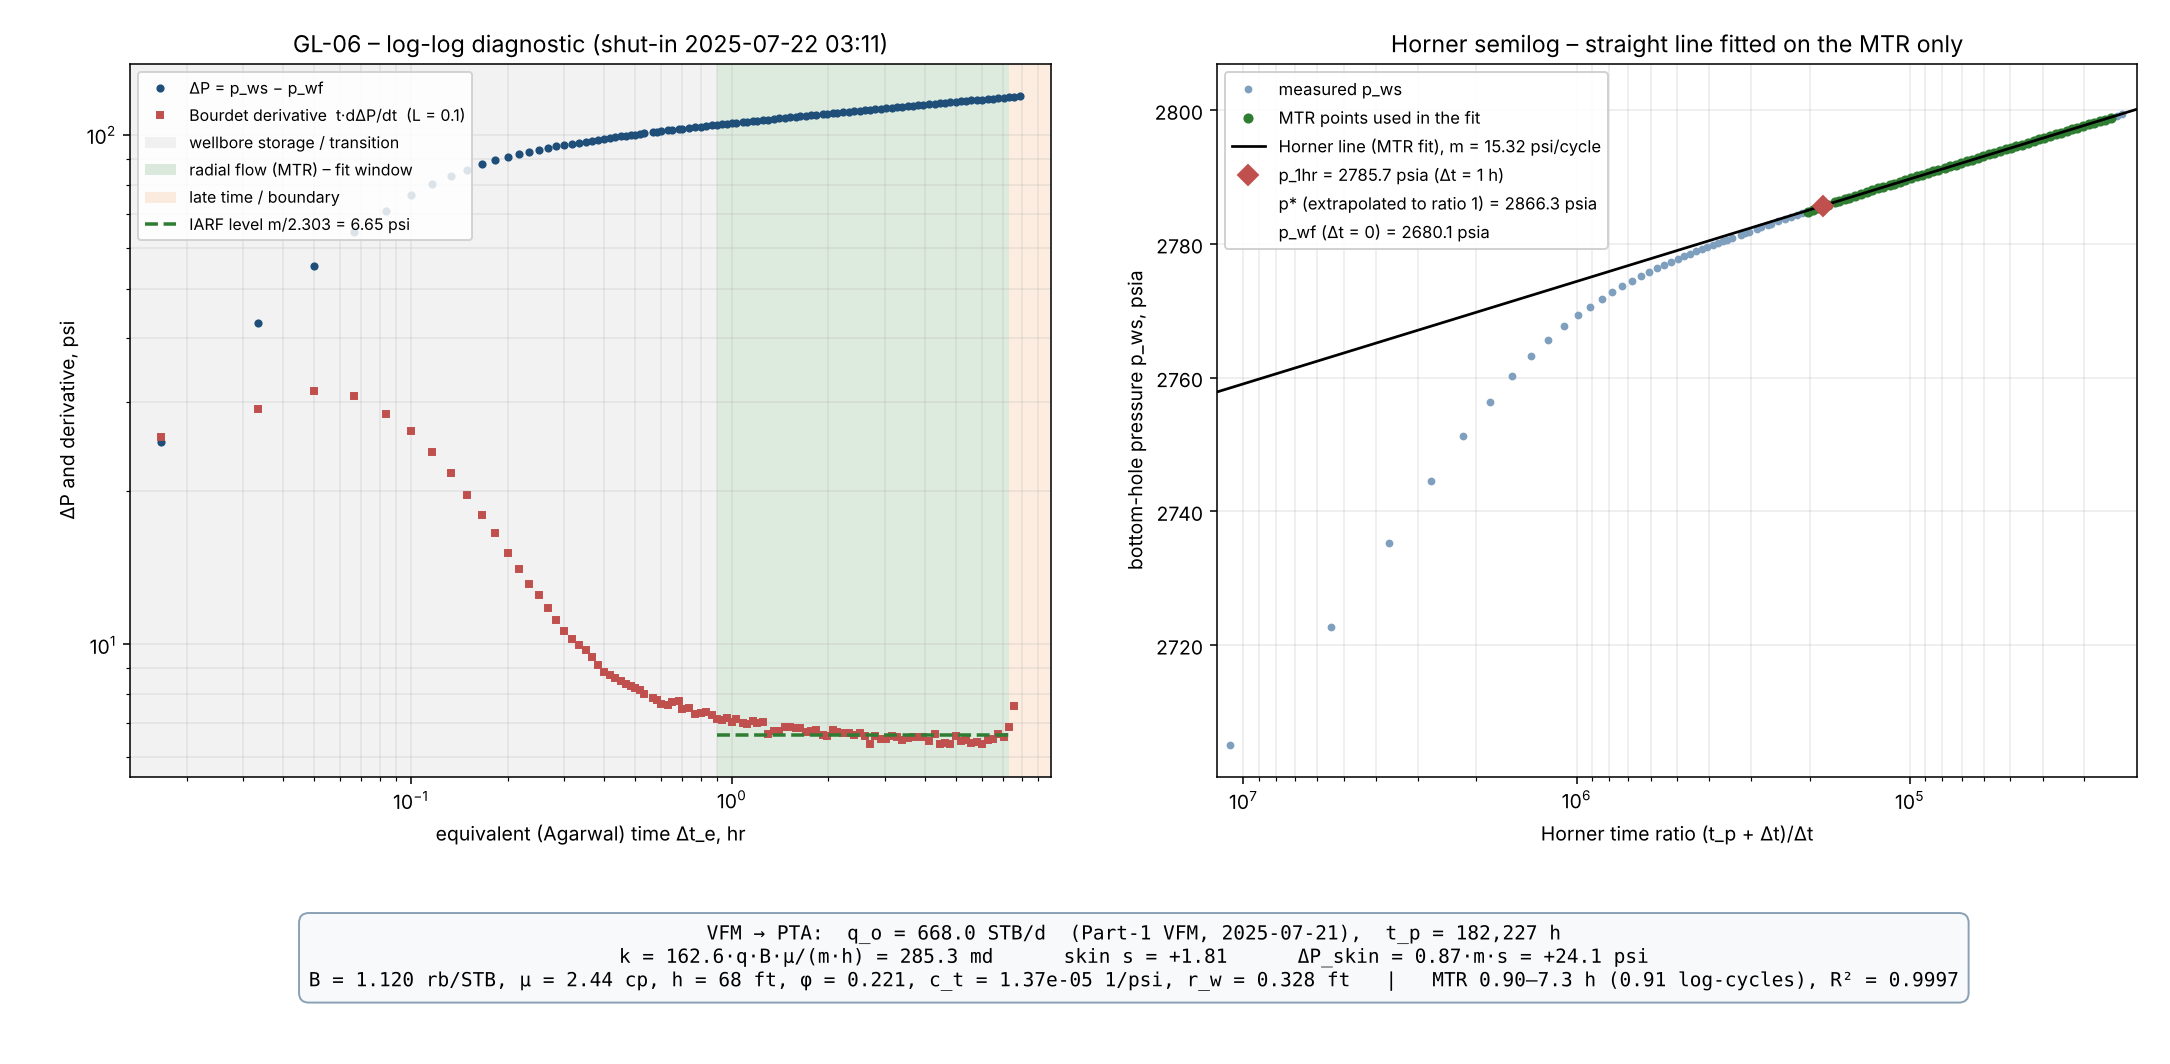 GL-06 – log-log diagnostic (shut-in 2025-07-22 03:11)
ΔP = p_ws − p_wf
Bourdet derivative t·dΔP/dt (L = 0.1)
wellbore storage / transition
radial flow (MTR) – fit window
late time / boundary
IARF level m/2.303 = 6.65 psi
10²
10¹
ΔP and derivative, psi
10⁻¹
10⁰
equivalent (Agarwal) time Δt_e, hr
Horner semilog – straight line fitted on the MTR only
measured p_ws
MTR points used in the fit
Horner line (MTR fit), m = 15.32 psi/cycle
p_1hr = 2785.7 psia (Δt = 1 h)
p* (extrapolated to ratio 1) = 2866.3 psia
p_wf (Δt = 0) = 2680.1 psia
2800
2780
2760
2740
2720
bottom-hole pressure p_ws, psia
10⁷
10⁶
10⁵
Horner time ratio (t_p + Δt)/Δt
VFM → PTA: q_o = 668.0 STB/d (Part-1 VFM, 2025-07-21), t_p = 182,227 h
k = 162.6·q·B·μ/(m·h) = 285.3 md skin s = +1.81 ΔP_skin = 0.87·m·s = +24.1 psi
B = 1.120 rb/STB, μ = 2.44 cp, h = 68 ft, φ = 0.221, c_t = 1.37e-05 1/psi, r_w = 0.328 ft | MTR 0.90–7.3 h (0.91 log-cycles), R² = 0.9997